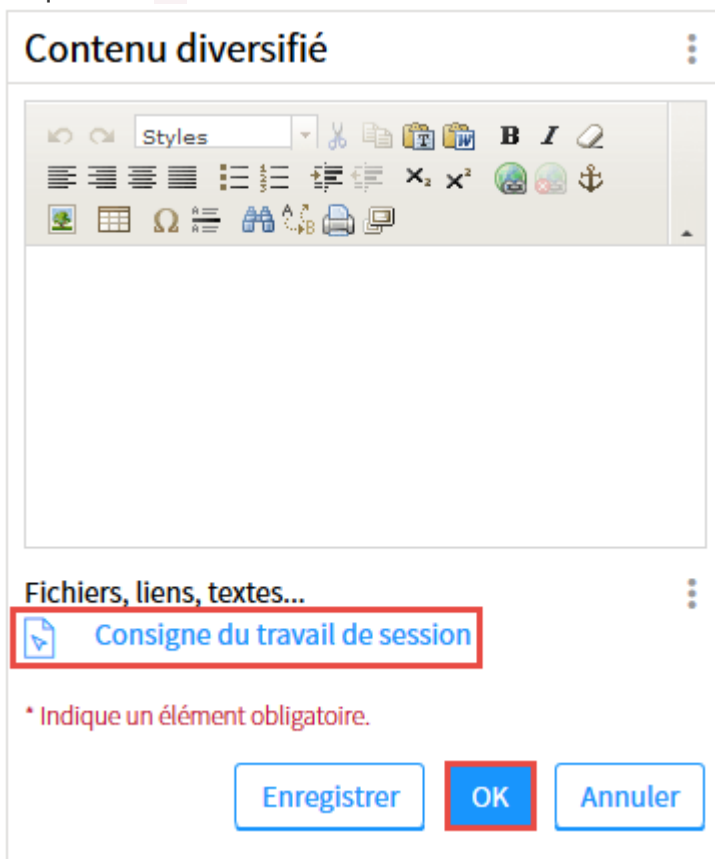 Contenu diversifié
Styles
Fichiers, liens, textes...
Consigne du travail de session
* Indique un élément obligatoire.
Enregistrer OK Annuler